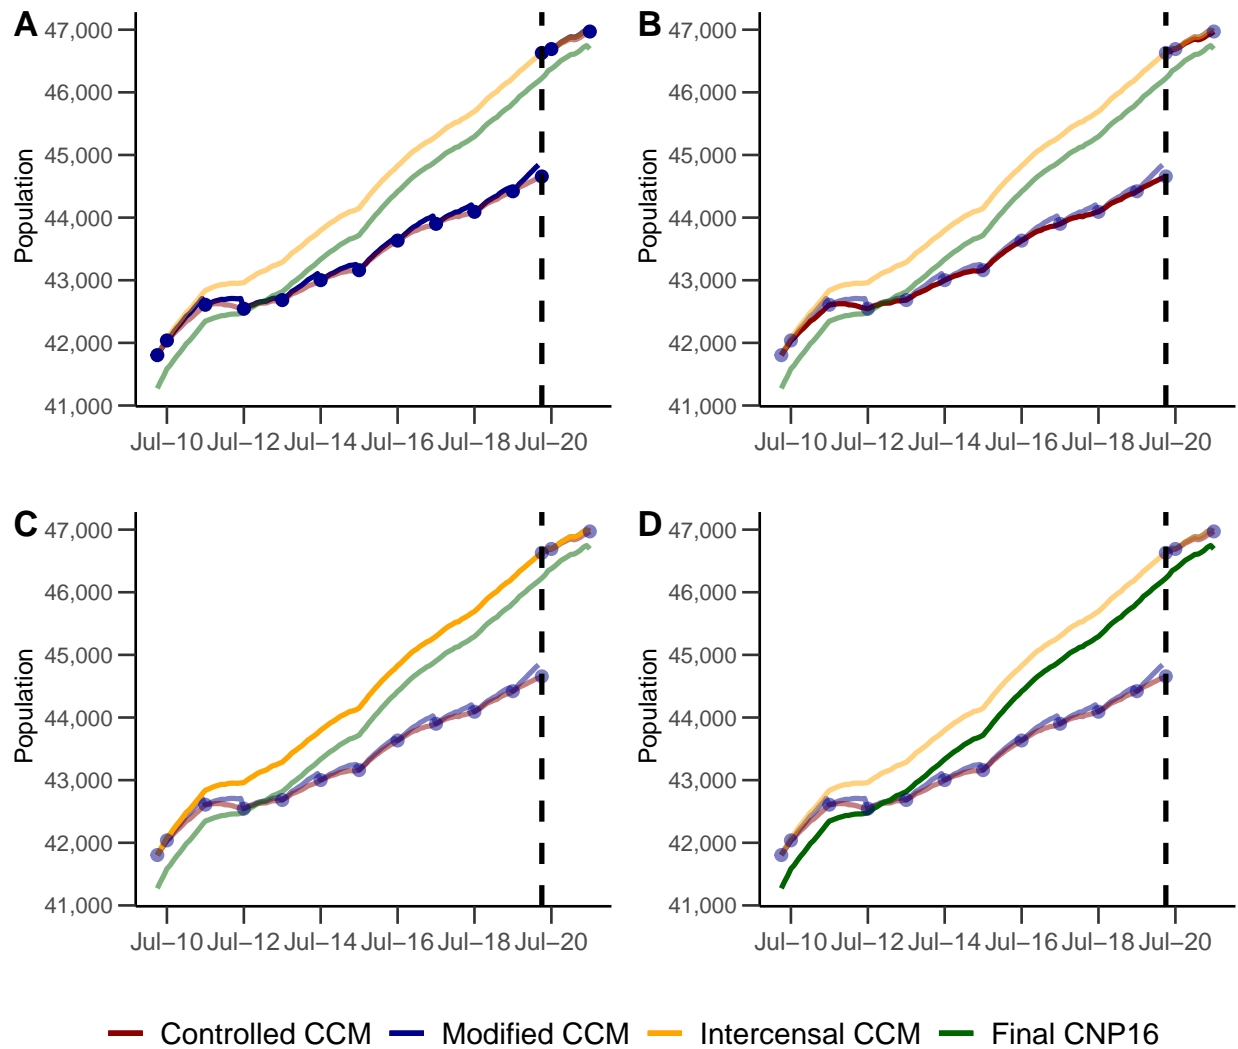 A
47,000
46,000
45,000
44,000
43,000
42,000
41,000
Population
Jul–10 Jul–12 Jul–14 Jul–16 Jul–18 Jul–20
B
47,000
46,000
45,000
44,000
43,000
42,000
41,000
Population
Jul–10 Jul–12 Jul–14 Jul–16 Jul–18 Jul–20
C
47,000
46,000
45,000
44,000
43,000
42,000
41,000
Population
Jul–10 Jul–12 Jul–14 Jul–16 Jul–18 Jul–20
D
47,000
46,000
45,000
44,000
43,000
42,000
41,000
Population
Jul–10 Jul–12 Jul–14 Jul–16 Jul–18 Jul–20
Controlled CCM Modified CCM Intercensal CCM Final CNP16